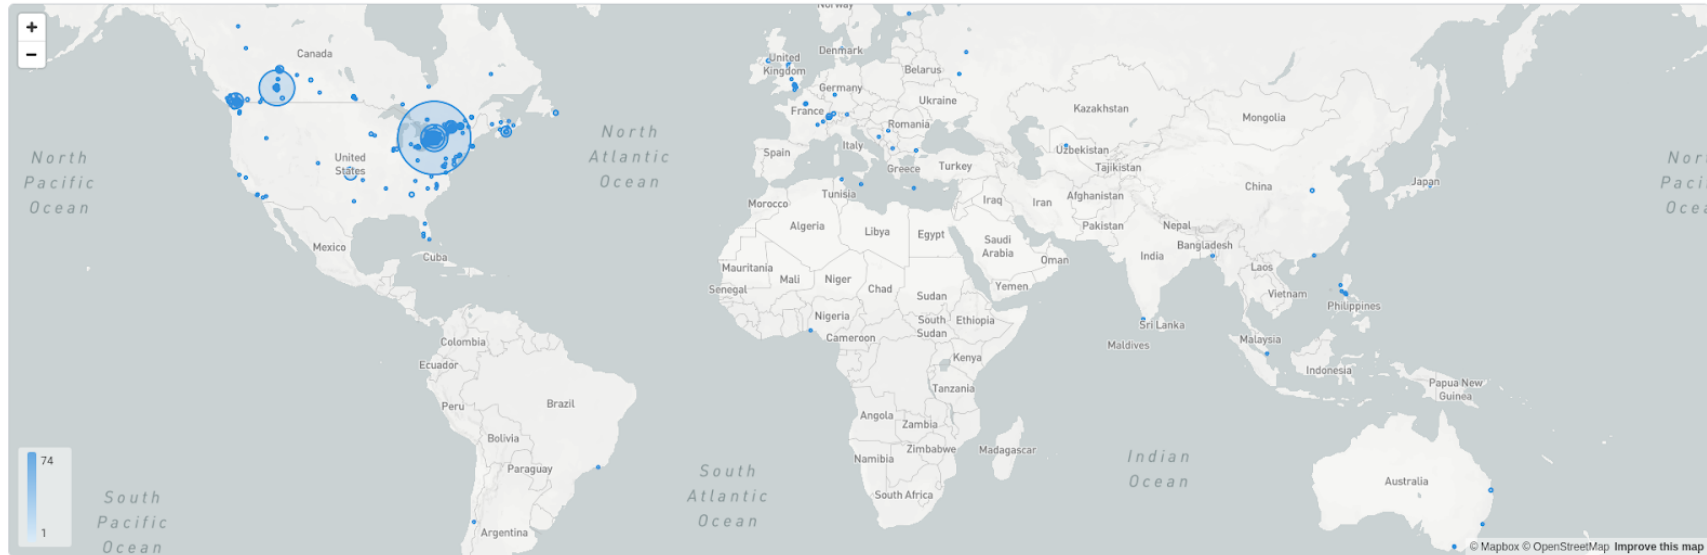 +
−
Norway
Canada
United
Kingdom
Denmark
Belarus
Germany
Ukraine
France
Kazakhstan
Mongolia
Romania
North
Atlantic
Ocean
North
Pacific
Ocean
United
States
Spain
Italy
Greece
Turkey
Uzbekistan
Tajikistan
China
Japan
Nor
Paci
Ocea
Tunisia
Morocco
Iraq
Iran
Afghanistan
Pakistan
Algeria
Libya
Egypt
Nepal
Mexico
Cuba
Saudi
Arabia
Oman
India
Bangladesh
Laos
Mauritania
Mali
Niger
Chad
Sudan
Yemen
Senegal
Vietnam
Philippines
Nigeria
South
Sudan
Ethiopia
Cameroon
Sri Lanka
Maldives
Malaysia
Colombia
Ecuador
Kenya
Indonesia
Tanzania
Papua New
Guinea
Peru
Brazil
Angola
Zambia
Bolivia
Zimbabwe
Madagascar
Namibia
Indian
Ocean
Paraguay
South
Atlantic
Ocean
South Africa
Australia
74
1
South
Pacific
Ocean
Argentina
© Mapbox © OpenStreetMap Improve this map